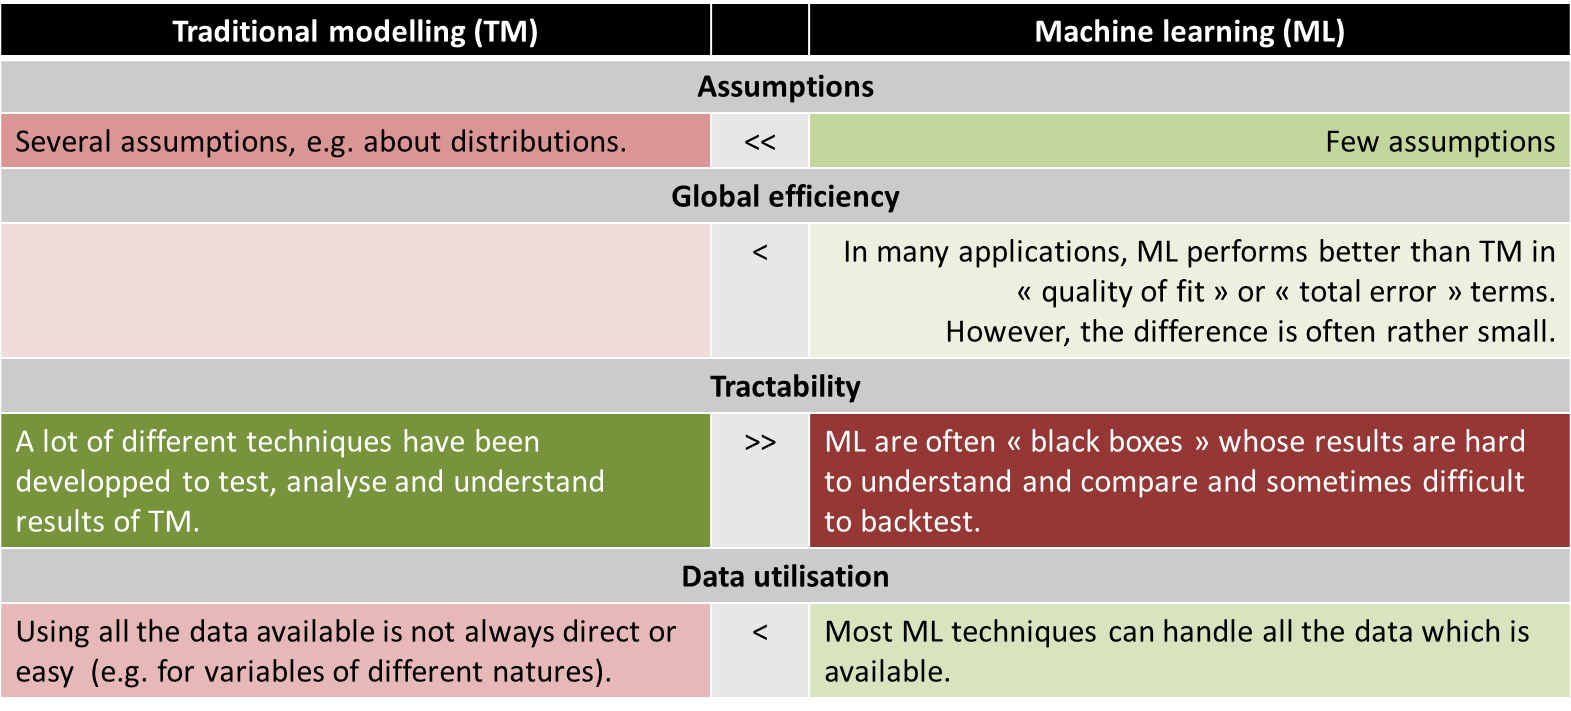 Traditional modelling (TM)
Machine learning (ML)
Assumptions
Several assumptions, e.g. about distributions.
<<
Few assumptions
Global efficiency
<
In many applications, ML performs better than TM in
« quality of fit » or « total error » terms.
However, the difference is often rather small.
Tractability
A lot of different techniques have been
developped to test, analyse and understand
results of TM.
>>
ML are often « black boxes » whose results are hard
to understand and compare and sometimes difficult
to backtest.
Data utilisation
Using all the data available is not always direct or
easy (e.g. for variables of different natures).
<
Most ML techniques can handle all the data which is
available.